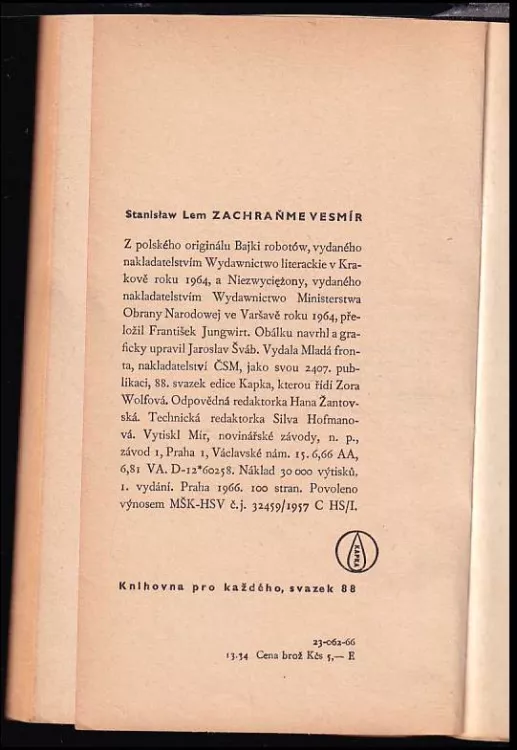 Stanisław Lem ZACHRAŇME VESMÍR
Z polského originálu Bajki robotów, vydaného
nakladatelstvím Wydawnictwo literackie v Kra-
kově roku 1964, a Niezwyciężony, vydaného
nakladatelstvím Wydawnictwo Ministerstwa
Obrany Narodowej ve Varšavě roku 1964, pře-
ložil František Jungwirt. Obálku navrhl a gra-
ficky upravil Jaroslav Šváb. Vydala Mladá fron-
ta, nakladatelství ČSM, jako svou 2407. pub-
likaci, 88. svazek edice Kapka, kterou řídí Zora
Wolfová. Odpovědná redaktorka Hana Žantov-
ská. Technická redaktorka Silva Hofmano-
vá. Vytiskl Mír, novinářské závody, n. p.,
závod 1, Praha 1, Václavské nám. 15. 6,66 AA,
6,81 VA. D-12*60258. Náklad 30 000 výtisků,
1. vydání. Praha 1966. 100 stran. Povoleno
výnosem MŠK-HSV č. j. 32459/1957 C HS/I.
KAPKA
Knihovna pro každého, svazek 88
23-062-66
13.34 Cena brož Kčs 5,— E